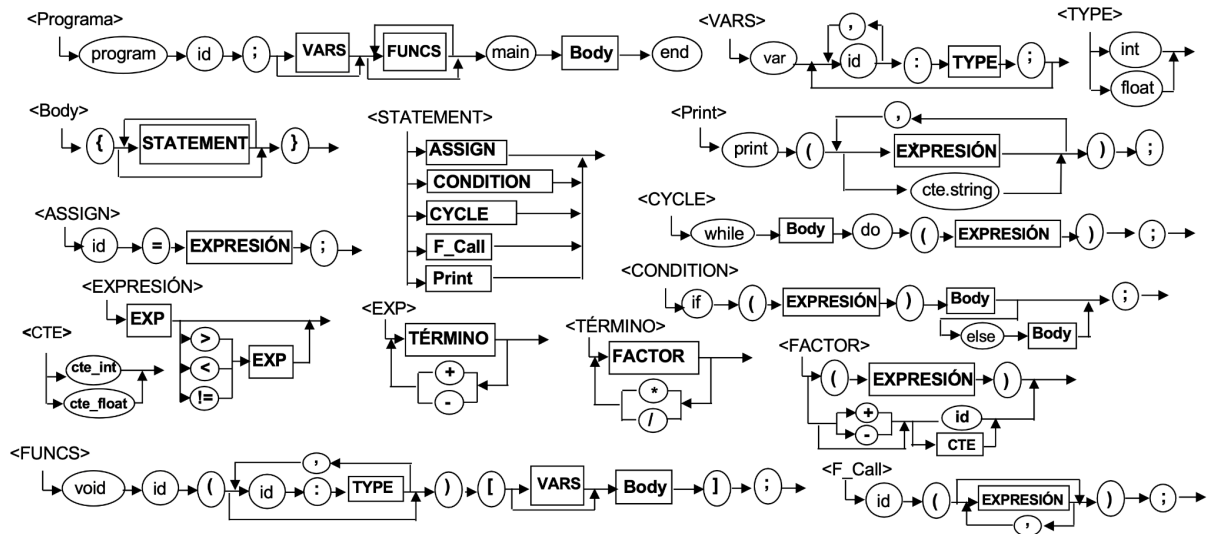 <Programa>
program id ; VARS FUNCS main Body end
<VARS>
var , id : TYPE ;
<TYPE>
int
float
<Body>
{ STATEMENT }
<STATEMENT>
ASSIGN
CONDITION
CYCLE
F_Call
Print
<Print>
print ( , EXPRESIÓN ) ;
cte.string
<ASSIGN>
id = EXPRESIÓN ;
<CYCLE>
while Body do ( EXPRESIÓN ) ;
<EXPRESIÓN>
EXP
>
<
!=
EXP
<CONDITION>
if ( EXPRESIÓN ) Body ;
else Body
<CTE>
cte_int
cte_float
<EXP>
TÉRMINO
+
-
<TÉRMINO>
FACTOR
*
/
<FACTOR>
( EXPRESIÓN )
+
-
id
CTE
<FUNCS>
void id ( , id : TYPE ) [ VARS Body ] ;
<F_Call>
id ( EXPRESIÓN ) ;
,